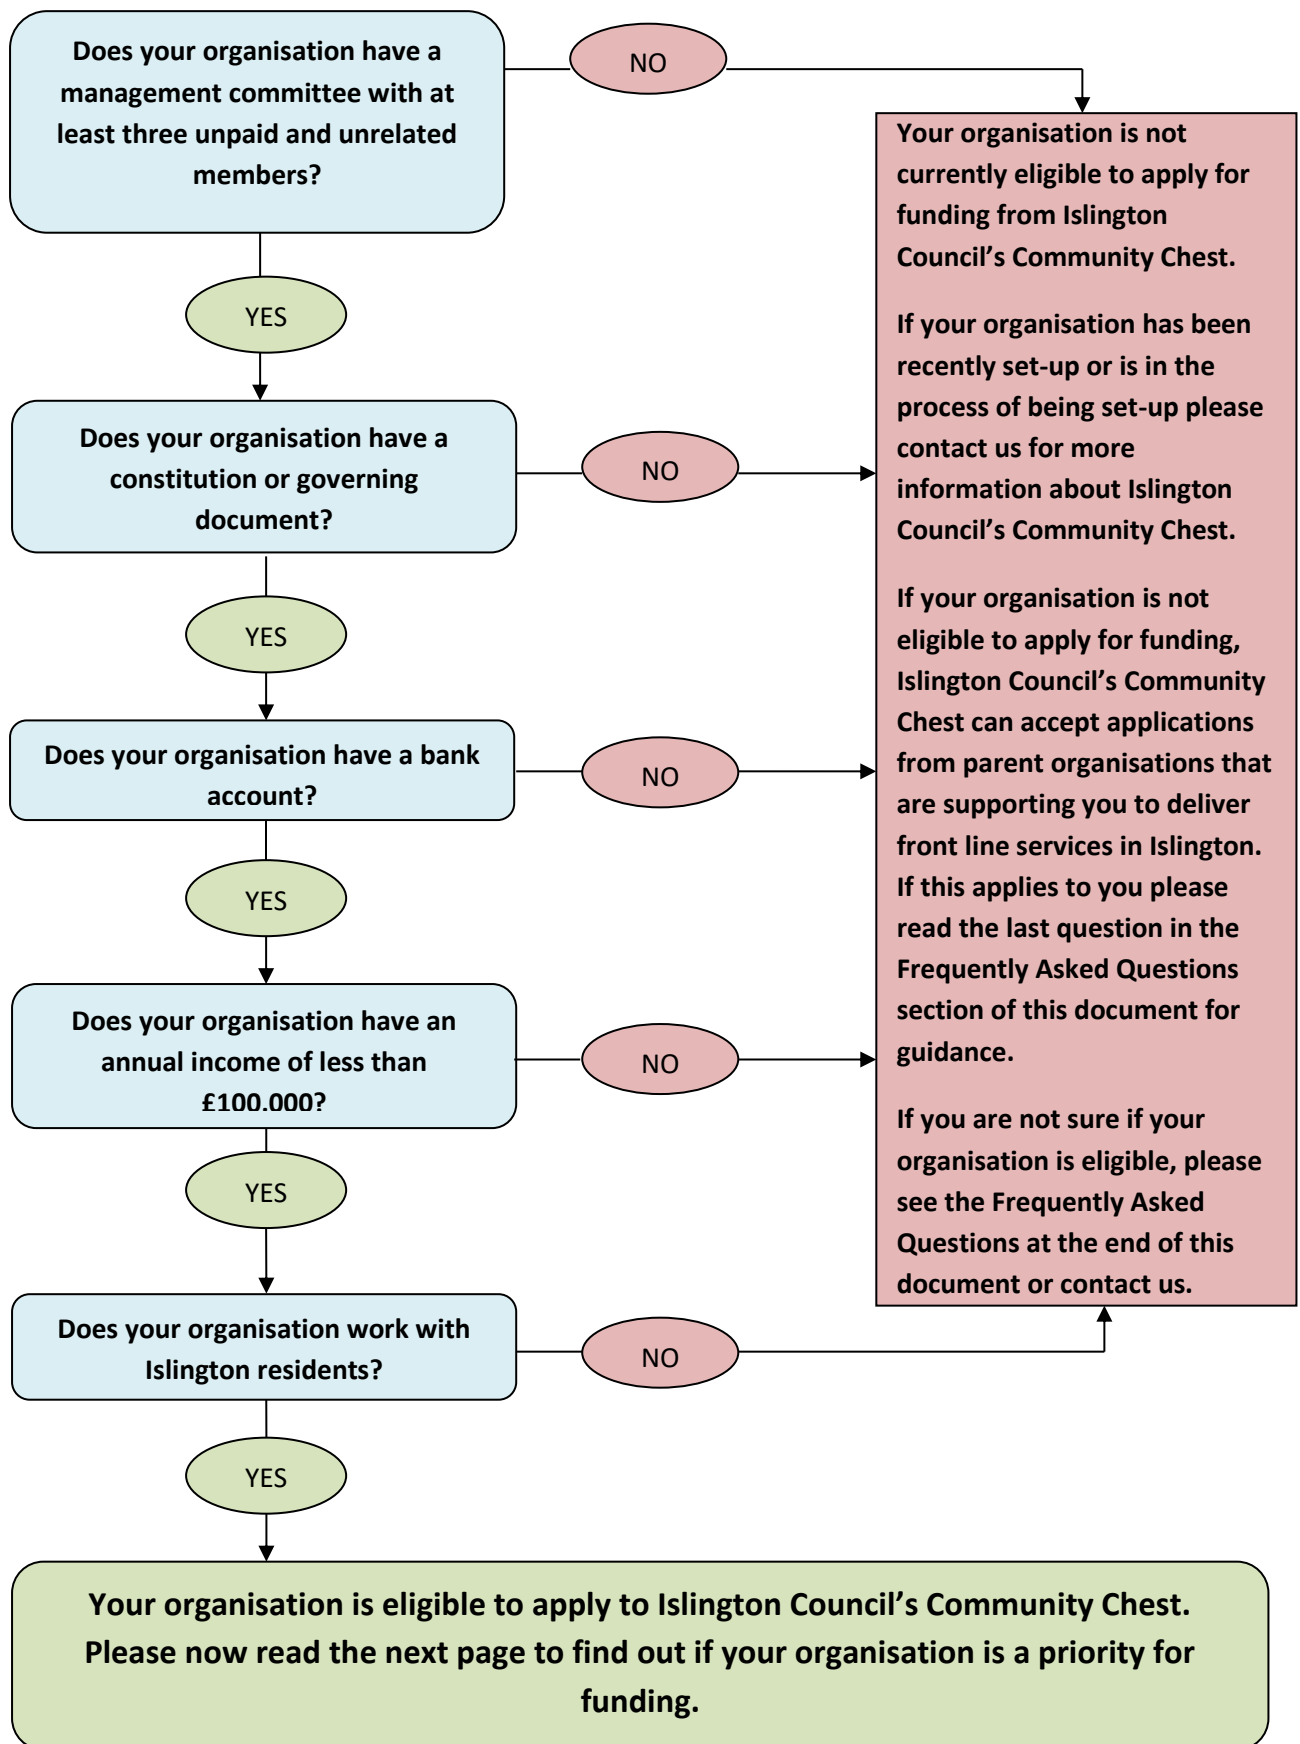 Does your organisation have a
management committee with at
least three unpaid and unrelated
members?
NO
YES
Does your organisation have a
constitution or governing
document?
NO
YES
Does your organisation have a bank
account?
NO
YES
Does your organisation have an
annual income of less than
£100,000?
NO
YES
Does your organisation work with
Islington residents?
NO
YES
Your organisation is not
currently eligible to apply for
funding from Islington
Council’s Community Chest.
If your organisation has been
recently set-up or is in the
process of being set-up please
contact us for more
information about Islington
Council’s Community Chest.
If your organisation is not
eligible to apply for funding,
Islington Council’s Community
Chest can accept applications
from parent organisations that
are supporting you to deliver
front line services in Islington.
If this applies to you please
read the last question in the
Frequently Asked Questions
section of this document for
guidance.
If you are not sure if your
organisation is eligible, please
see the Frequently Asked
Questions at the end of this
document or contact us.
Your organisation is eligible to apply to Islington Council’s Community Chest.
Please now read the next page to find out if your organisation is a priority for
funding.